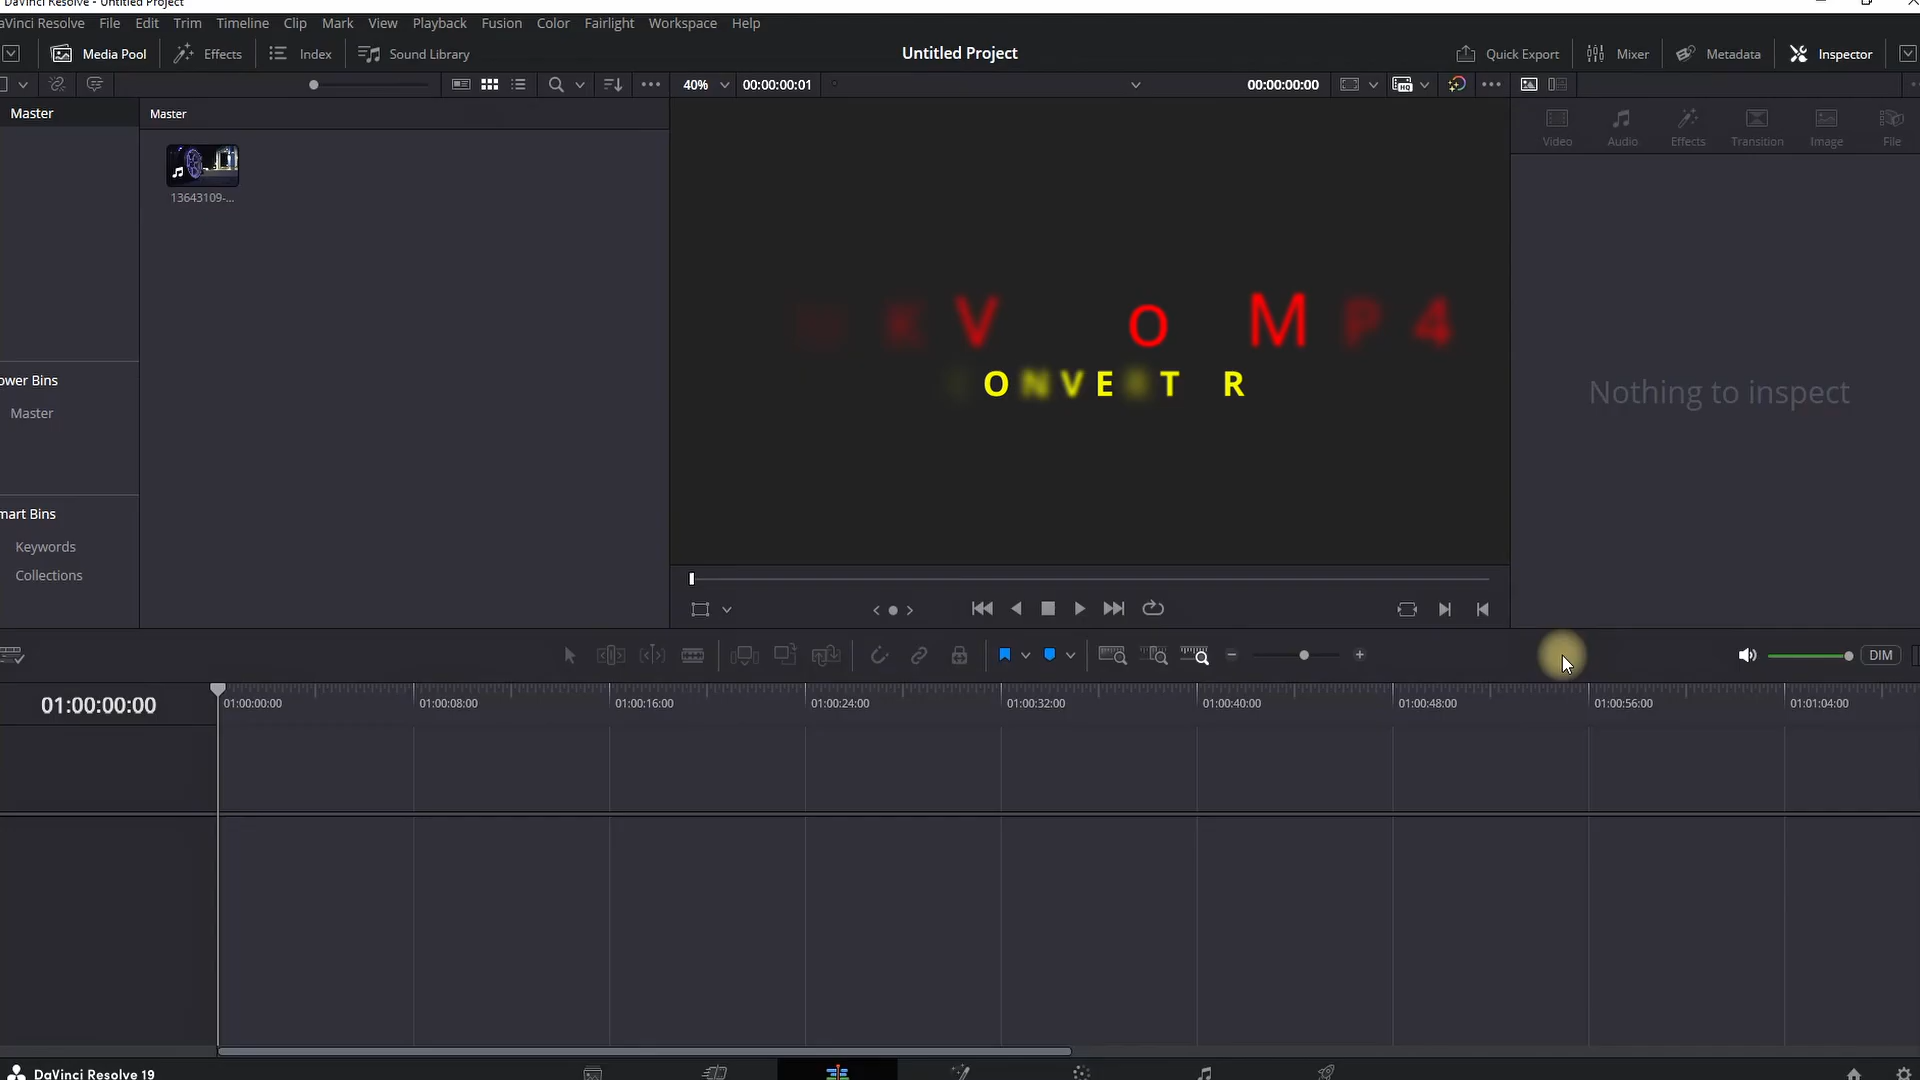 DaVinci Resolve - Untitled Project
aVinci Resolve File Edit Trim Timeline Clip Mark View Playback Fusion Color Fairlight Workspace Help
Media Pool Effects Index Sound Library Untitled Project Quick Export Mixer Metadata Inspector
40% 00:00:00:01 00:00:00:00
Master
Master
Video Audio Effects Transition Image File
13643109-...
K V o M P 4
O N V E R T R
ower Bins
Master
Nothing to inspect
mart Bins
Keywords
Collections
DIM
01:00:00:00
01:00:00:00 01:00:08:00 01:00:16:00 01:00:24:00 01:00:32:00 01:00:40:00 01:00:48:00 01:00:56:00 01:01:04:00
DaVinci Resolve 19